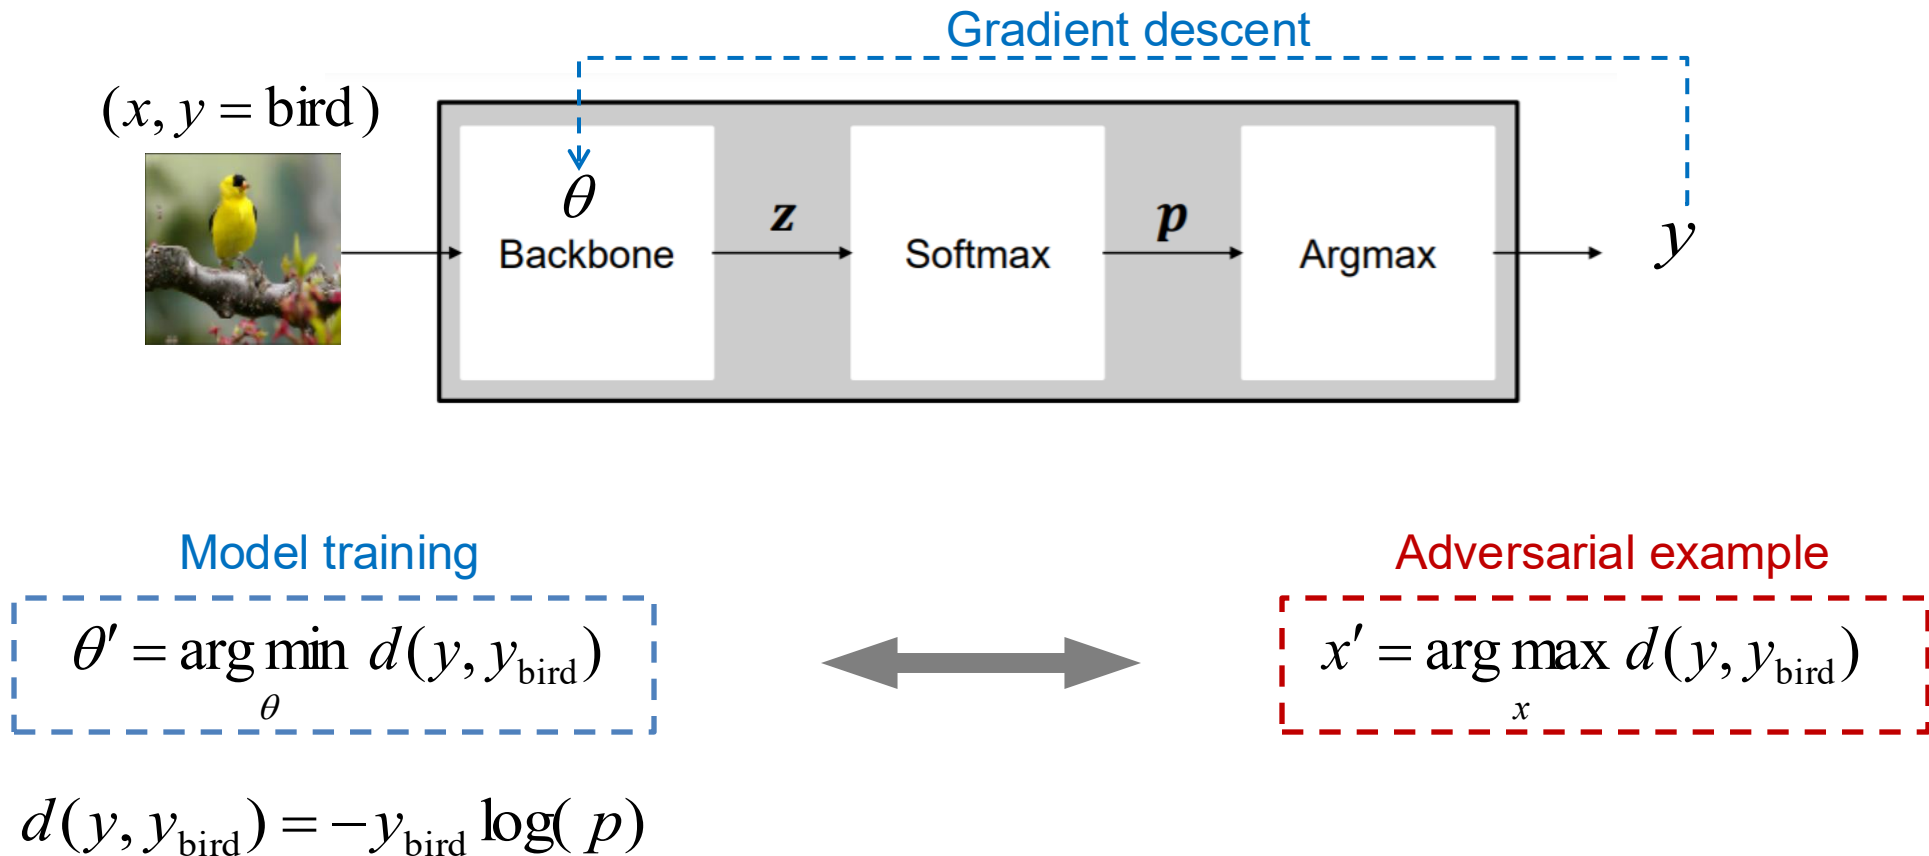 Gradient descent
(x, y = bird)
θ
z
p
y
Backbone
Softmax
Argmax
Model training
Adversarial example
θ′ = arg min d(y, y_bird)
θ
x′ = arg max d(y, y_bird)
x
d(y, y_bird) = −y_bird log( p)